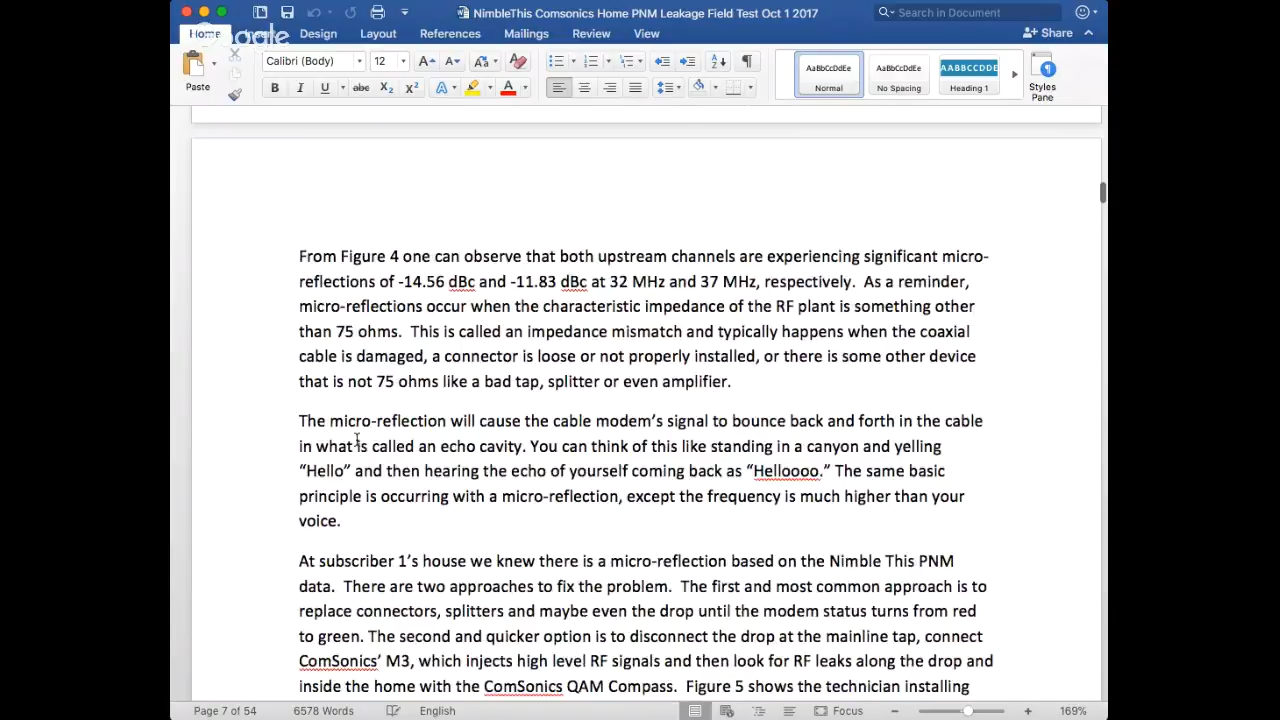 NimbleThis Comsonics Home PNM Leakage Field Test Oct 1 2017
Search in Document
Home
Design
Layout
References
Mailings
Review
View
Share
Paste
Calibri (Body)
12
AaBbCcDdEe
Normal
AaBbCcDdEe
No Spacing
AABBCCDDE
Heading 1
Styles
Pane
From Figure 4 one can observe that both upstream channels are experiencing significant micro-
reflections of -14.56 dBc and -11.83 dBc at 32 MHz and 37 MHz, respectively.  As a reminder,
micro-reflections occur when the characteristic impedance of the RF plant is something other
than 75 ohms.  This is called an impedance mismatch and typically happens when the coaxial
cable is damaged, a connector is loose or not properly installed, or there is some other device
that is not 75 ohms like a bad tap, splitter or even amplifier.
The micro-reflection will cause the cable modem’s signal to bounce back and forth in the cable
in what is called an echo cavity. You can think of this like standing in a canyon and yelling
“Hello” and then hearing the echo of yourself coming back as “Helloooo.” The same basic
principle is occurring with a micro-reflection, except the frequency is much higher than your
voice.
At subscriber 1’s house we knew there is a micro-reflection based on the Nimble This PNM
data.  There are two approaches to fix the problem.  The first and most common approach is to
replace connectors, splitters and maybe even the drop until the modem status turns from red
to green. The second and quicker option is to disconnect the drop at the mainline tap, connect
ComSonics’ M3, which injects high level RF signals and then look for RF leaks along the drop and
inside the home with the ComSonics QAM Compass.  Figure 5 shows the technician installing
Page 7 of 54
6578 Words
English
Focus
169%